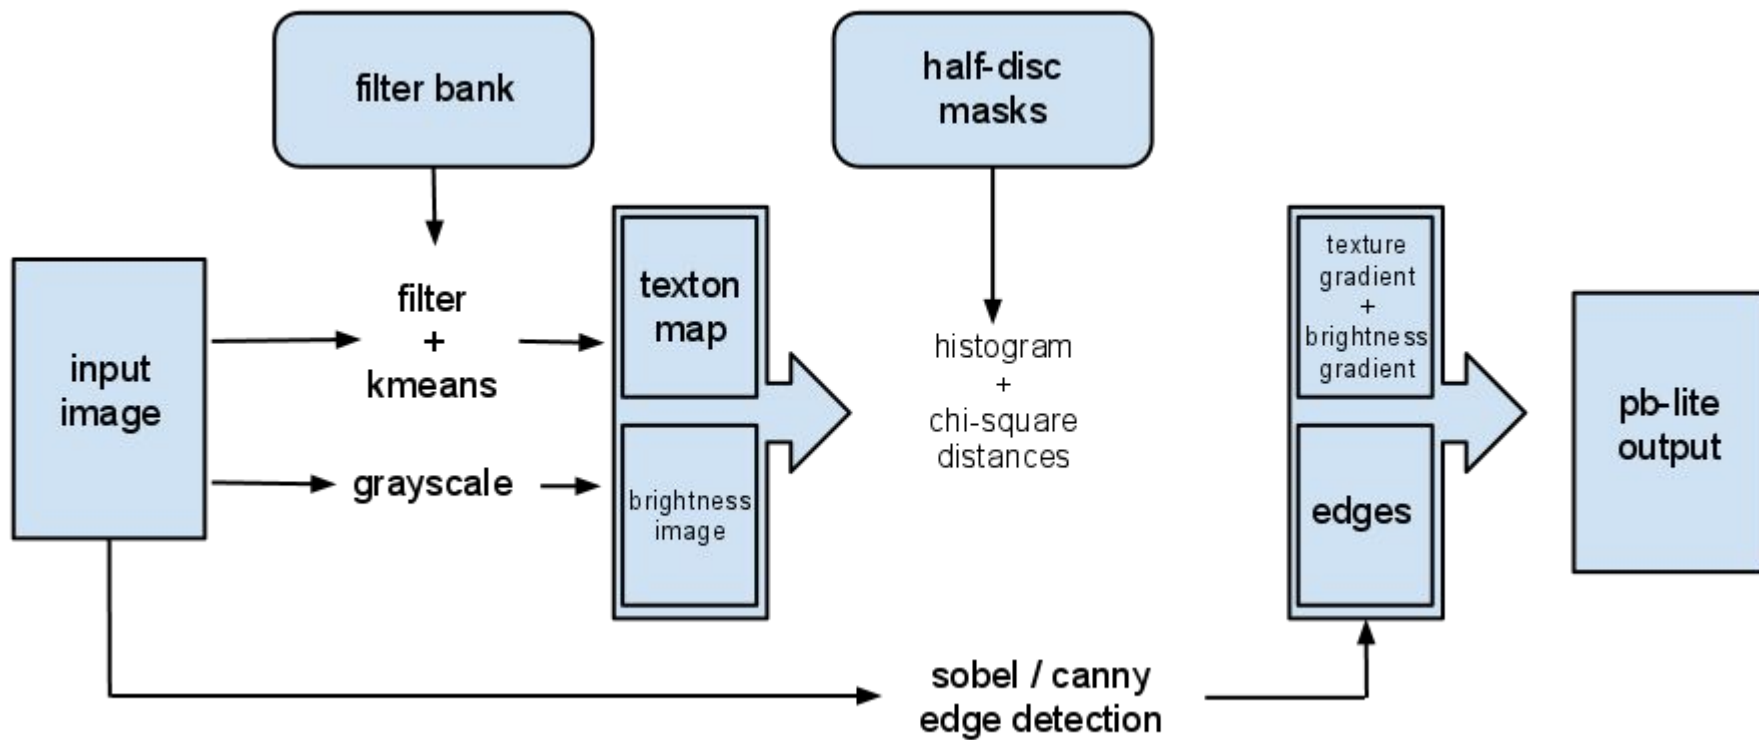 filter bank
half-disc
masks
input
image
filter
+
kmeans
grayscale
texton
map
brightness
image
histogram
+
chi-square
distances
texture
gradient
+
brightness
gradient
edges
pb-lite
output
sobel / canny
edge detection